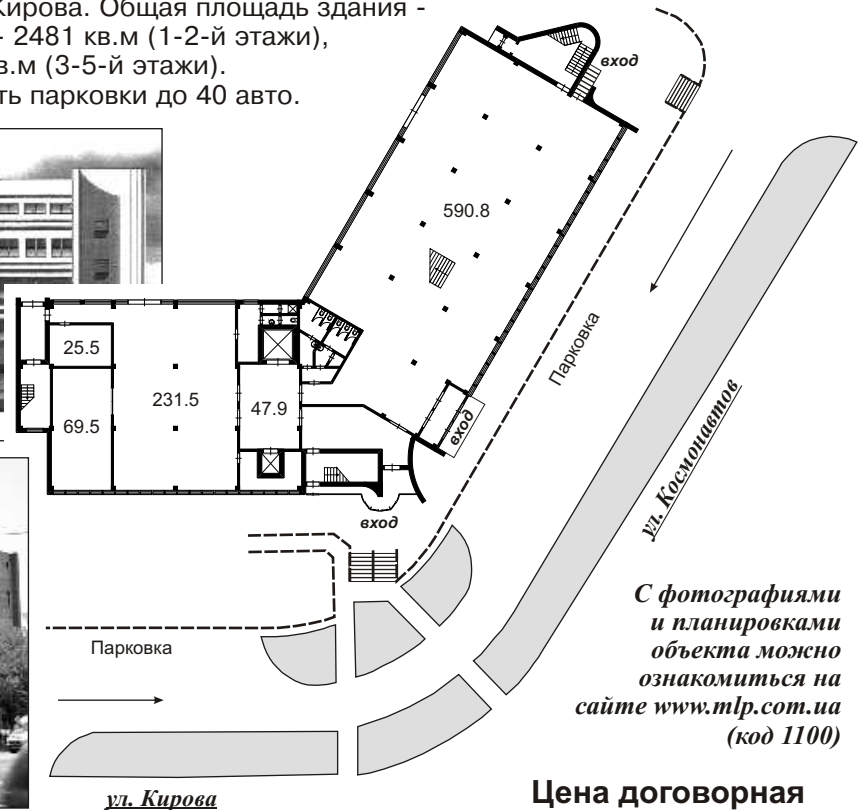 Кирова. Общая площадь здания -
- 2481 кв.м (1-2-й этажи),
в.м (3-5-й этажи).
ть парковки до 40 авто.
вход
590.8
Парковка
25.5
231.5
47.9
69.5
вход
ул. Космонавтов
вход
Парковка
С фотографиями
и планировками
объекта можно
ознакомиться на
сайте www.mlp.com.ua
(код 1100)
ул. Кирова
Цена договорная